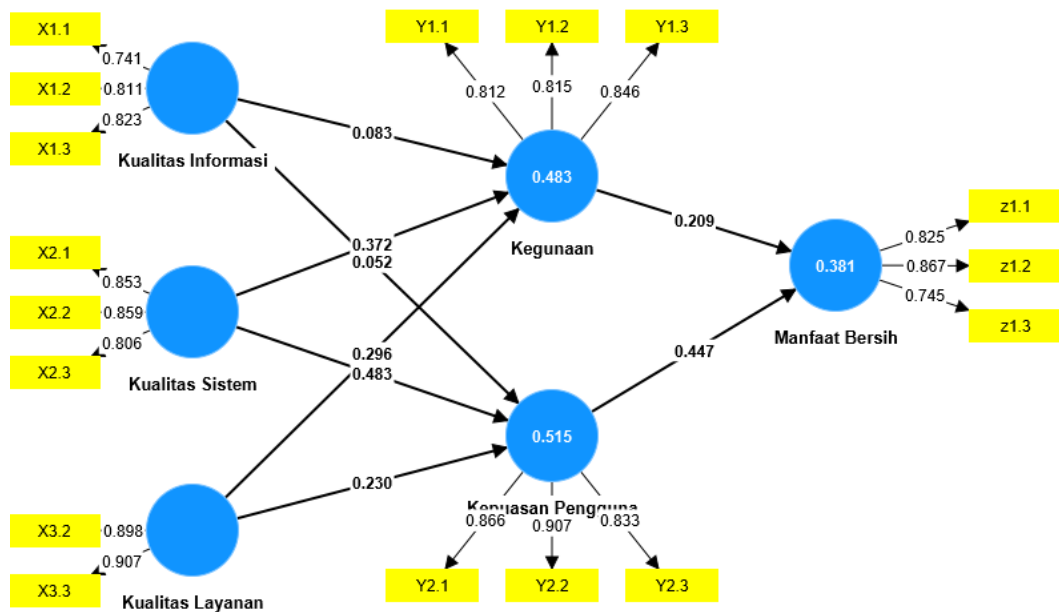 X1.1
0.741
X1.2
0.811
X1.3
0.823
Kualitas Informasi
X2.1
0.853
X2.2
0.859
X2.3
0.806
Kualitas Sistem
X3.2
0.898
X3.3
0.907
Kualitas Layanan
0.083
0.372
0.052
0.296
0.483
0.230
Y1.1
Y1.2
Y1.3
0.812
0.815
0.846
0.483
Kegunaan
0.515
Kepuasan Pengguna
0.866
0.907
0.833
Y2.1
Y2.2
Y2.3
0.209
0.447
0.381
Manfaat Bersih
0.825
z1.1
0.867
z1.2
0.745
z1.3